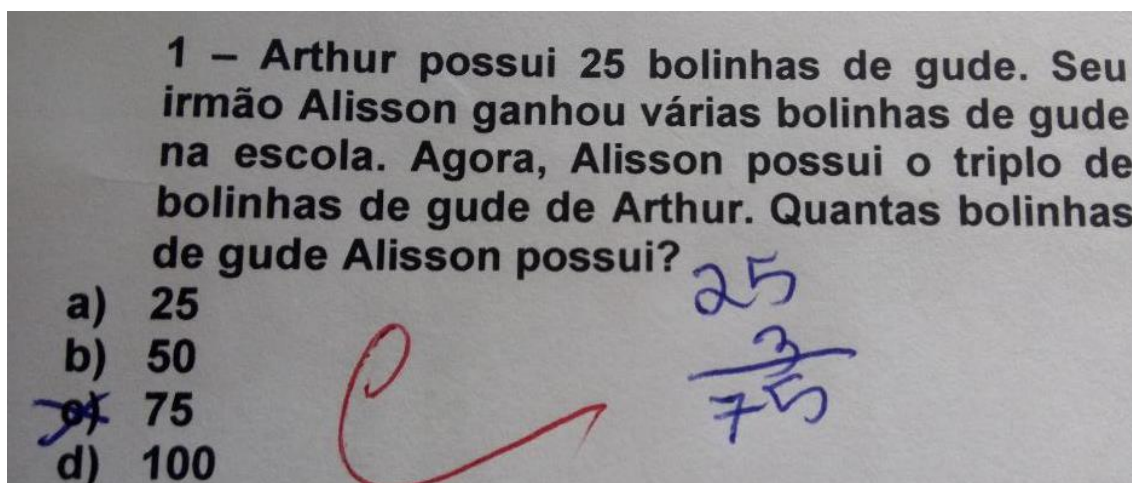 1 – Arthur possui 25 bolinhas de gude. Seu
irmão Alisson ganhou várias bolinhas de gude
na escola. Agora, Alisson possui o triplo de
bolinhas de gude de Arthur. Quantas bolinhas
de gude Alisson possui?
a) 25
b) 50
c) 75
d) 100
25
3
75
C